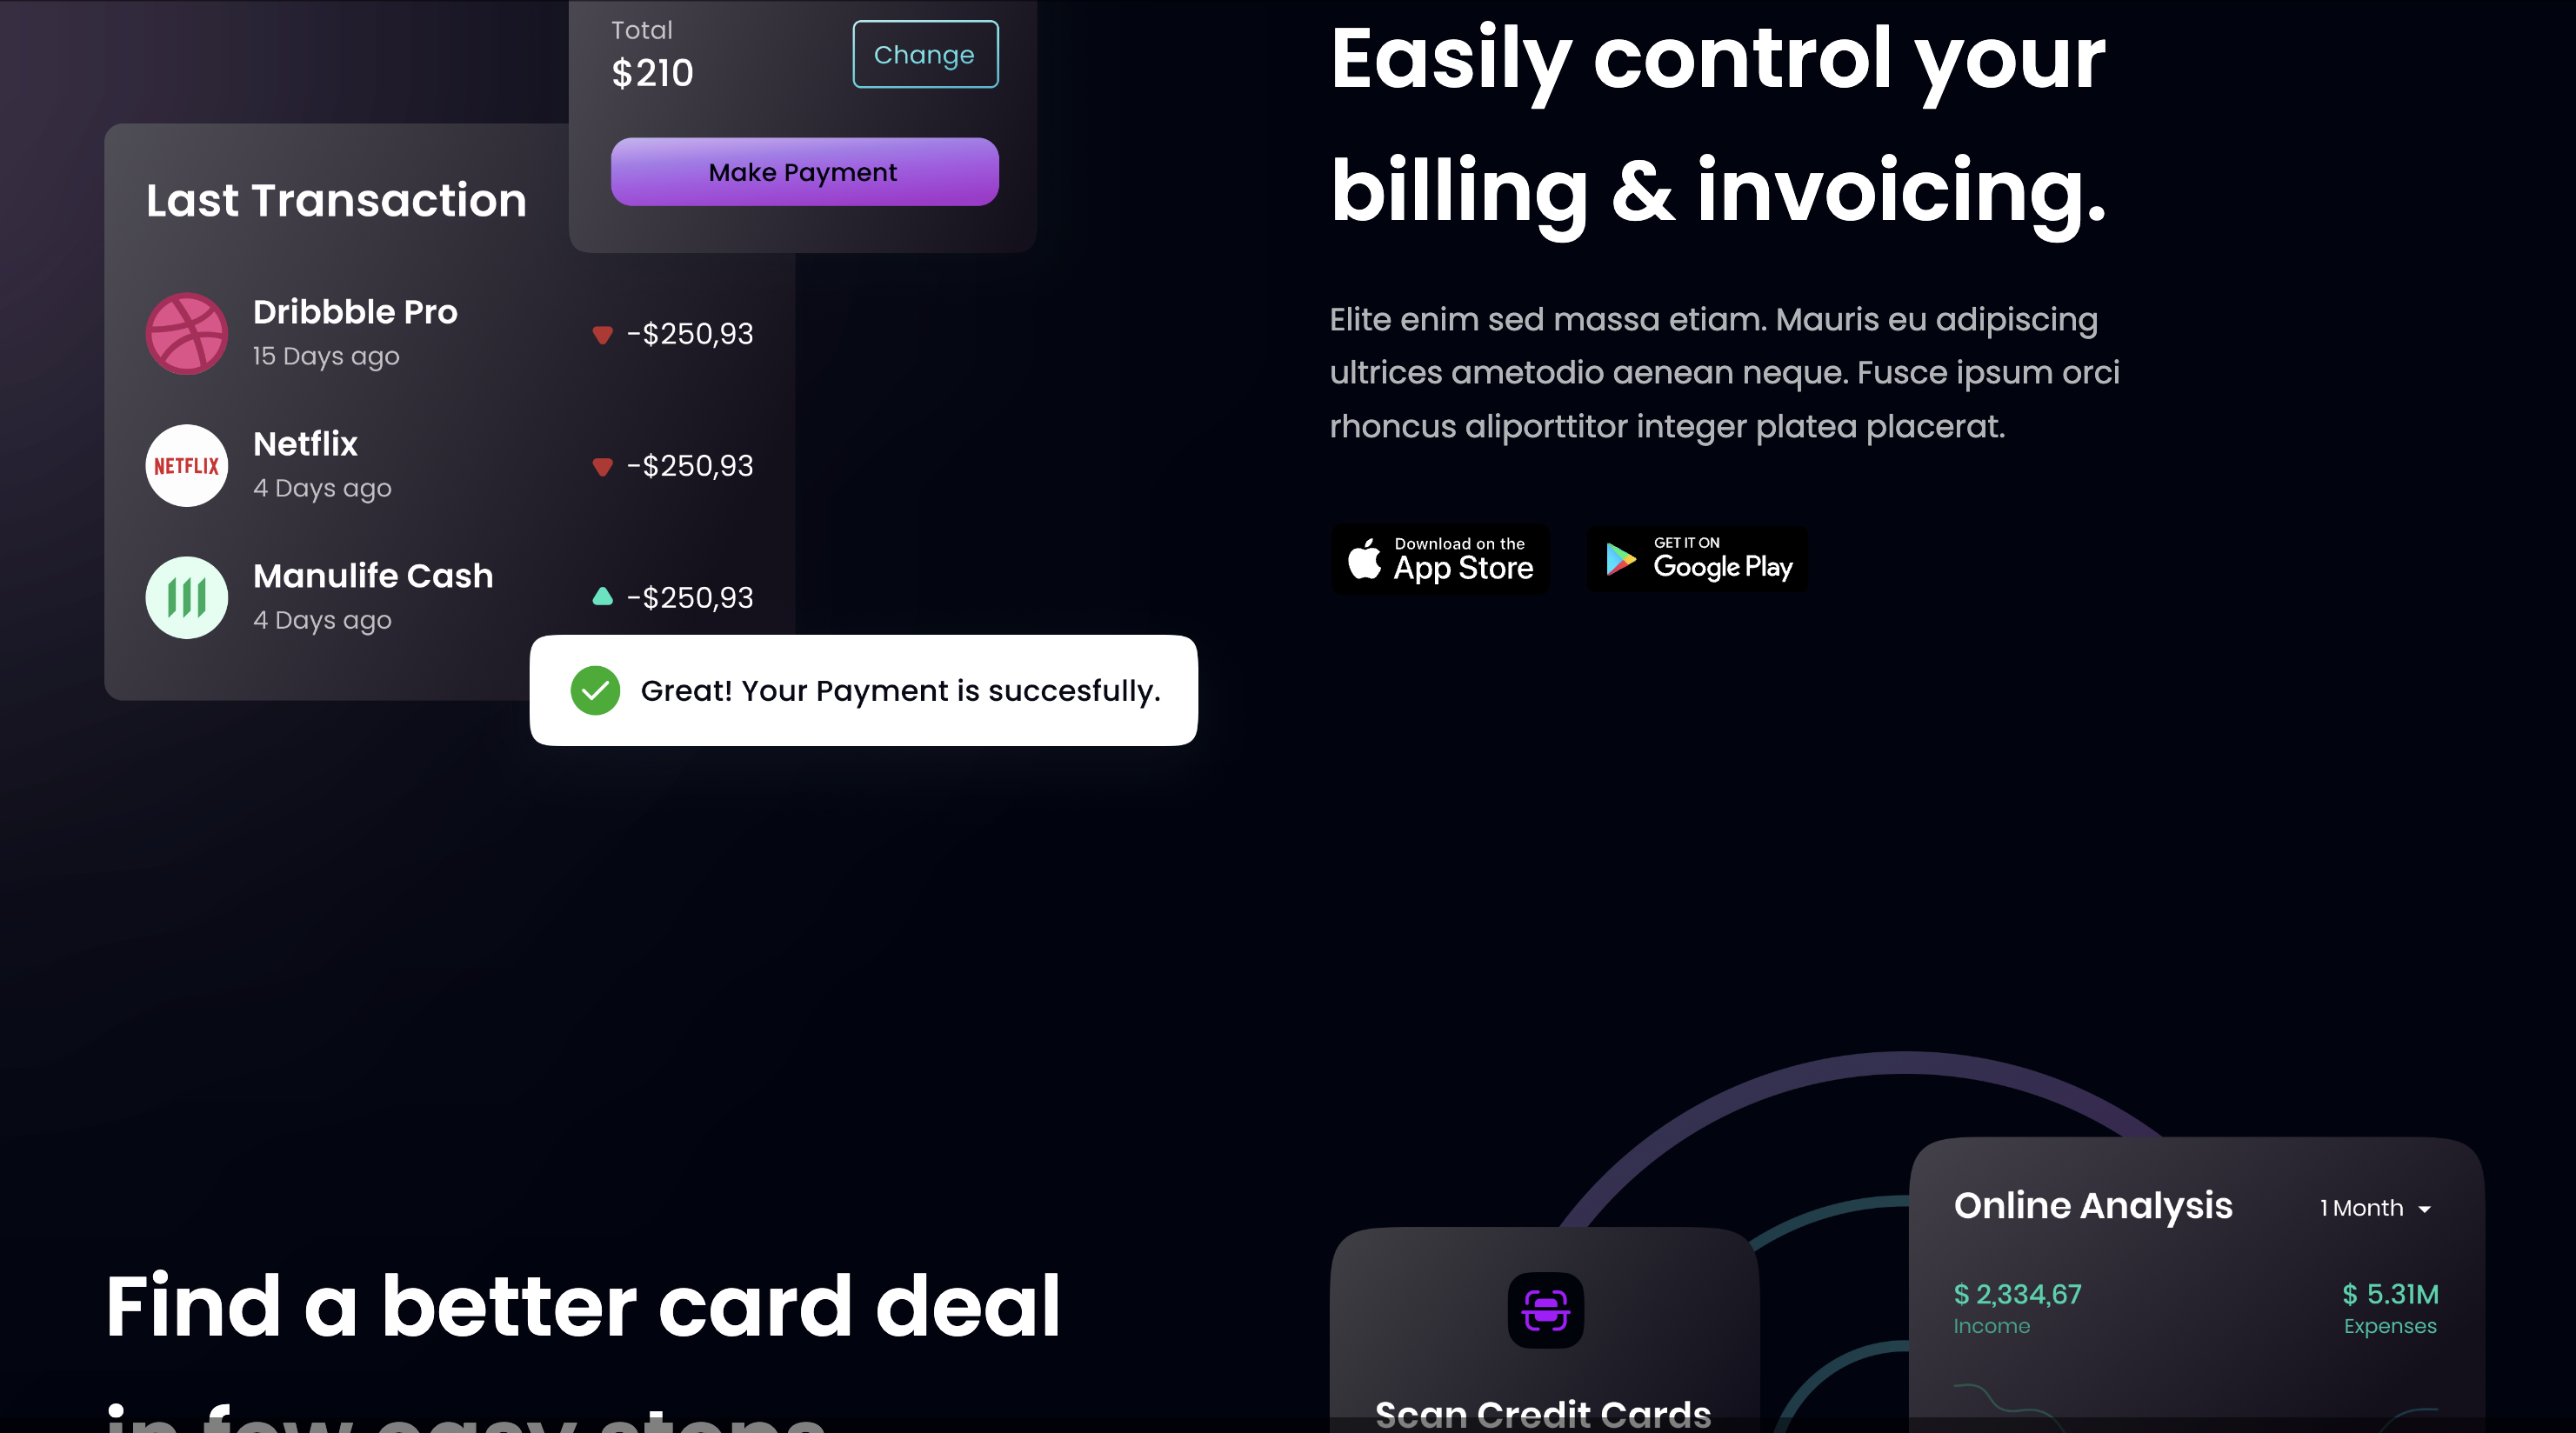 Total
$210
Change
Make Payment
Last Transaction
Dribbble Pro
15 Days ago
-$250,93
NETFLIX
Netflix
4 Days ago
-$250,93
Manulife Cash
4 Days ago
-$250,93
Great! Your Payment is succesfully.
Easily control your
billing & invoicing.
Elite enim sed massa etiam. Mauris eu adipiscing
ultrices ametodio aenean neque. Fusce ipsum orci
rhoncus aliporttitor integer platea placerat.
Download on the
App Store
GET IT ON
Google Play
Find a better card deal
in few easy steps
Scan Credit Cards
Online Analysis
1 Month
$ 2,334,67
Income
$ 5.31M
Expenses